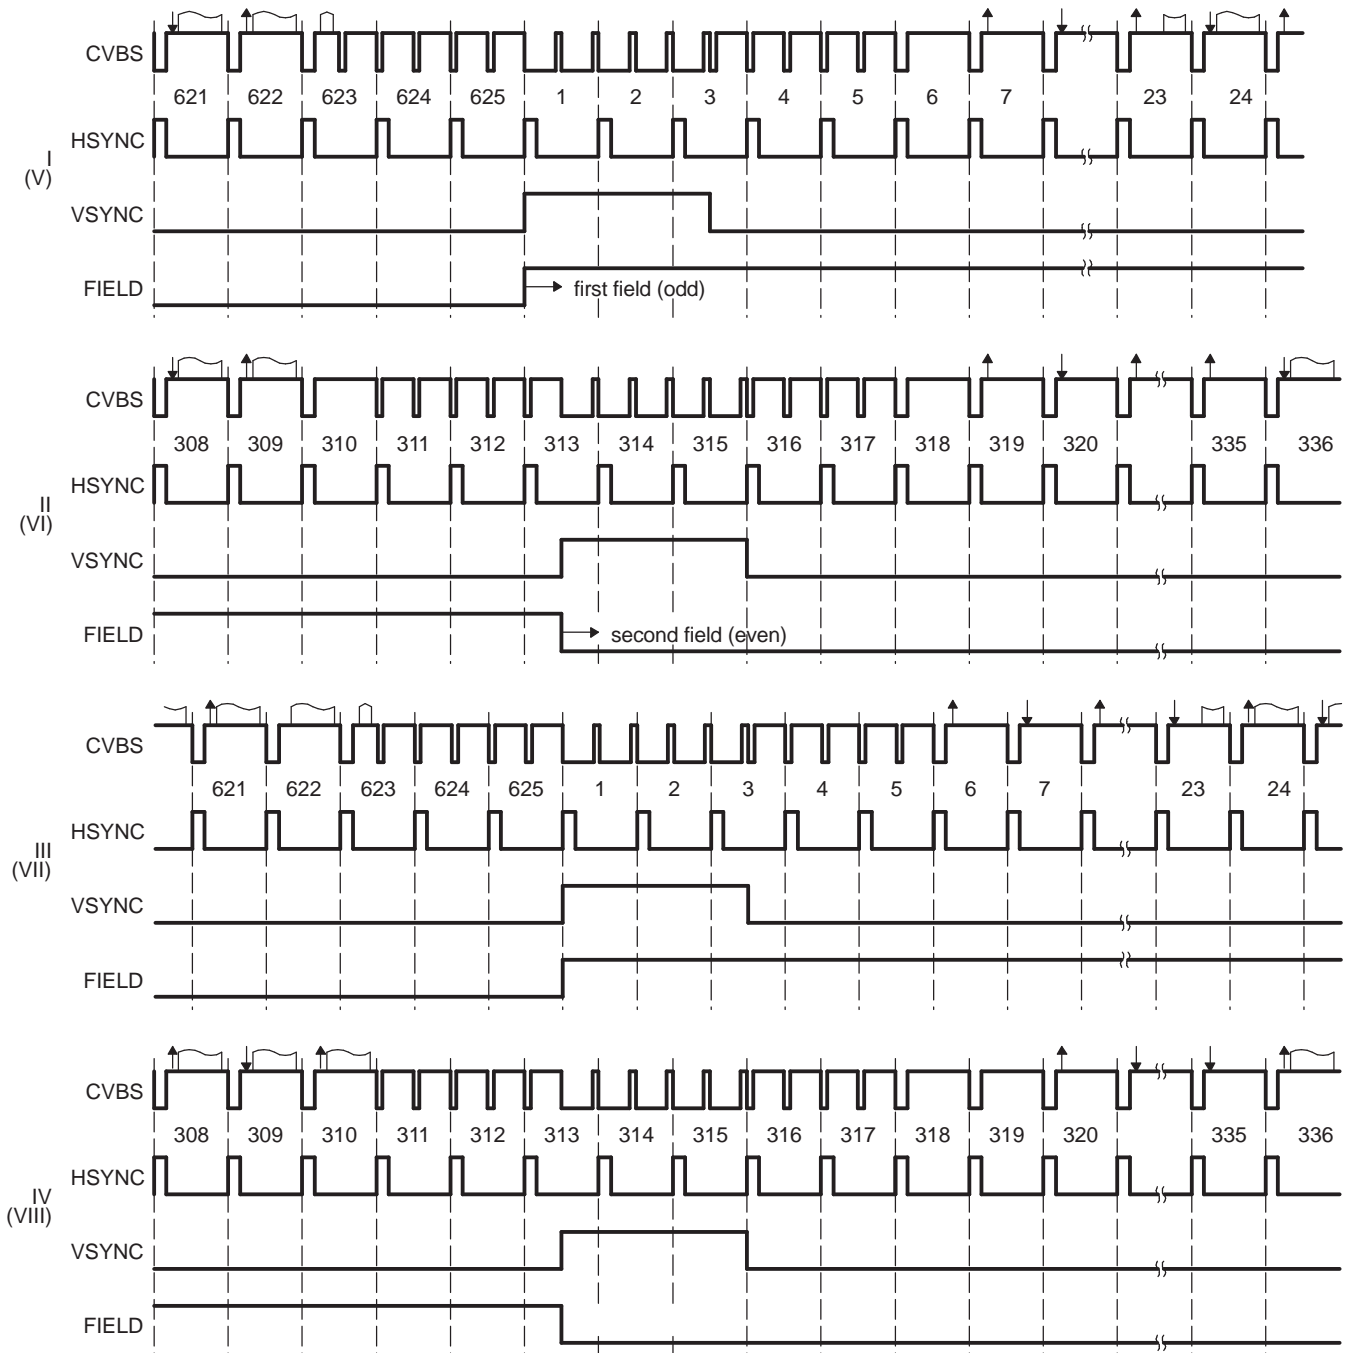 CVBS
621 622 623 624 625 1 2 3 4 5 6 7 23 24
HSYNC
I
(V)
VSYNC
FIELD
first field (odd)
CVBS
308 309 310 311 312 313 314 315 316 317 318 319 320 335 336
HSYNC
II
(VI)
VSYNC
FIELD
second field (even)
CVBS
621 622 623 624 625 1 2 3 4 5 6 7 23 24
HSYNC
III
(VII)
VSYNC
FIELD
CVBS
308 309 310 311 312 313 314 315 316 317 318 319 320 335 336
HSYNC
IV
(VIII)
VSYNC
FIELD